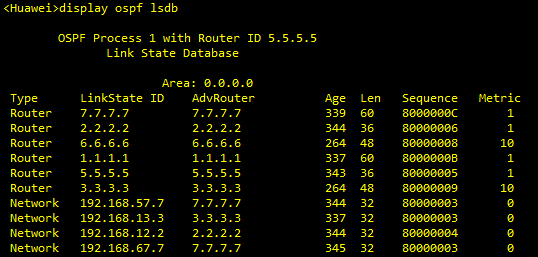 <Huawei>display ospf lsdb
OSPF Process 1 with Router ID 5.5.5.5
Link State Database
Area: 0.0.0.0
Type LinkState ID AdvRouter Age Len Sequence Metric
Router 7.7.7.7 7.7.7.7 339 60 8000000C 1
Router 2.2.2.2 2.2.2.2 344 36 80000006 1
Router 6.6.6.6 6.6.6.6 264 48 80000008 10
Router 1.1.1.1 1.1.1.1 337 60 8000000B 1
Router 5.5.5.5 5.5.5.5 343 36 80000005 1
Router 3.3.3.3 3.3.3.3 264 48 80000009 10
Network 192.168.57.7 7.7.7.7 344 32 80000003 0
Network 192.168.13.3 3.3.3.3 337 32 80000003 0
Network 192.168.12.2 2.2.2.2 344 32 80000004 0
Network 192.168.67.7 7.7.7.7 345 32 80000003 0